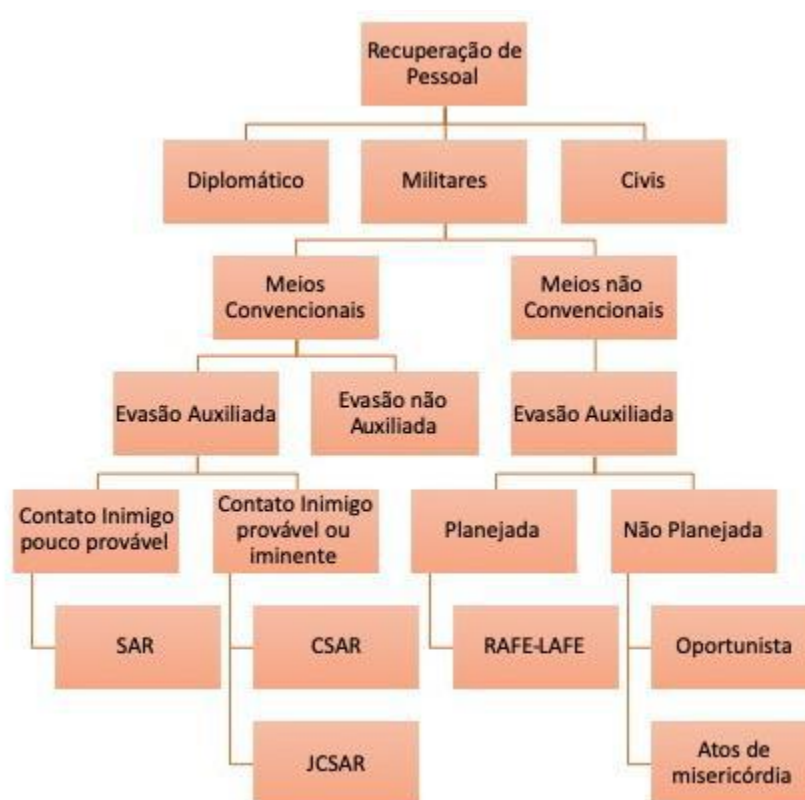 Recuperação de
Pessoal
Diplomático
Militares
Civis
Meios
Convencionais
Meios não
Convencionais
Evasão Auxiliada
Evasão não
Auxiliada
Evasão Auxiliada
Contato Inimigo
pouco provável
Contato Inimigo
provável ou
iminente
Planejada
Não Planejada
SAR
CSAR
RAFE-LAFE
Oportunista
JCSAR
Atos de
misericórdia